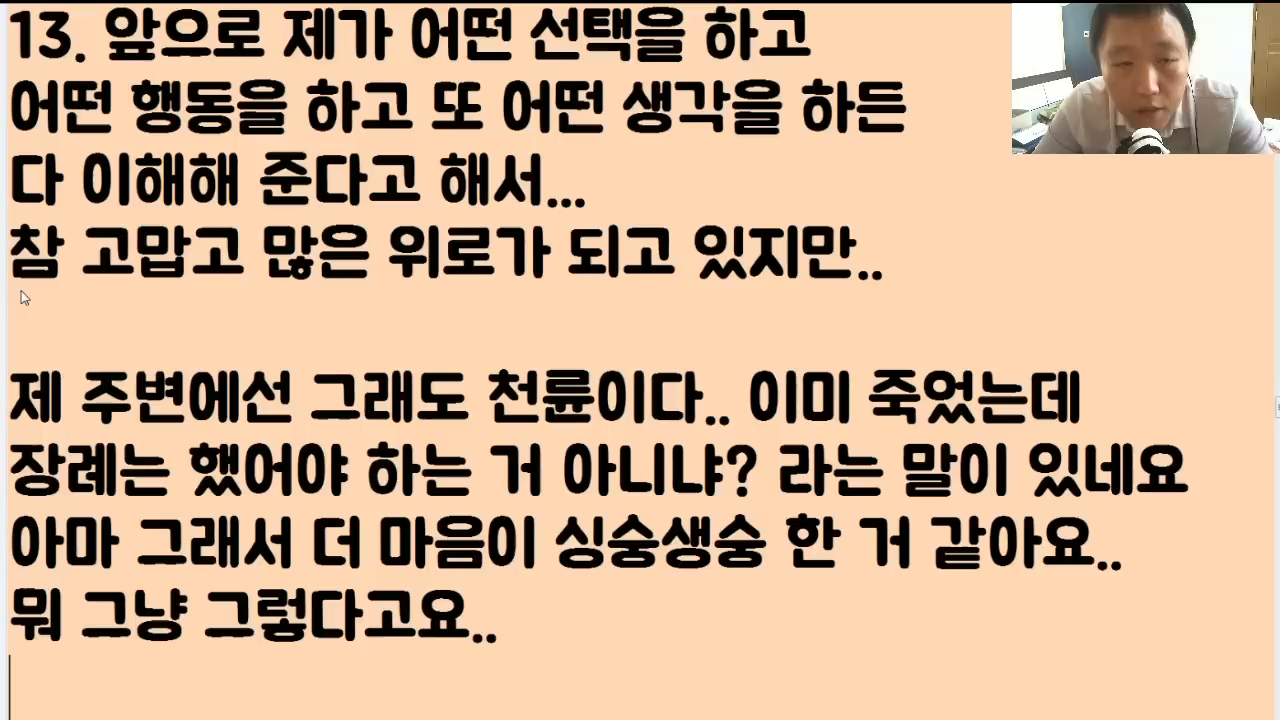 13. 앞으로 제가 어떤 선택을 하고
어떤 행동을 하고 또 어떤 생각을 하든
다 이해해 준다고 해서...
참 고맙고 많은 위로가 되고 있지만..
제 주변에선 그래도 천륜이다.. 이미 죽었는데
장례는 했어야 하는 거 아니냐? 라는 말이 있네요
아마 그래서 더 마음이 싱숭생숭 한 거 같아요..
뭐 그냥 그렇다고요..